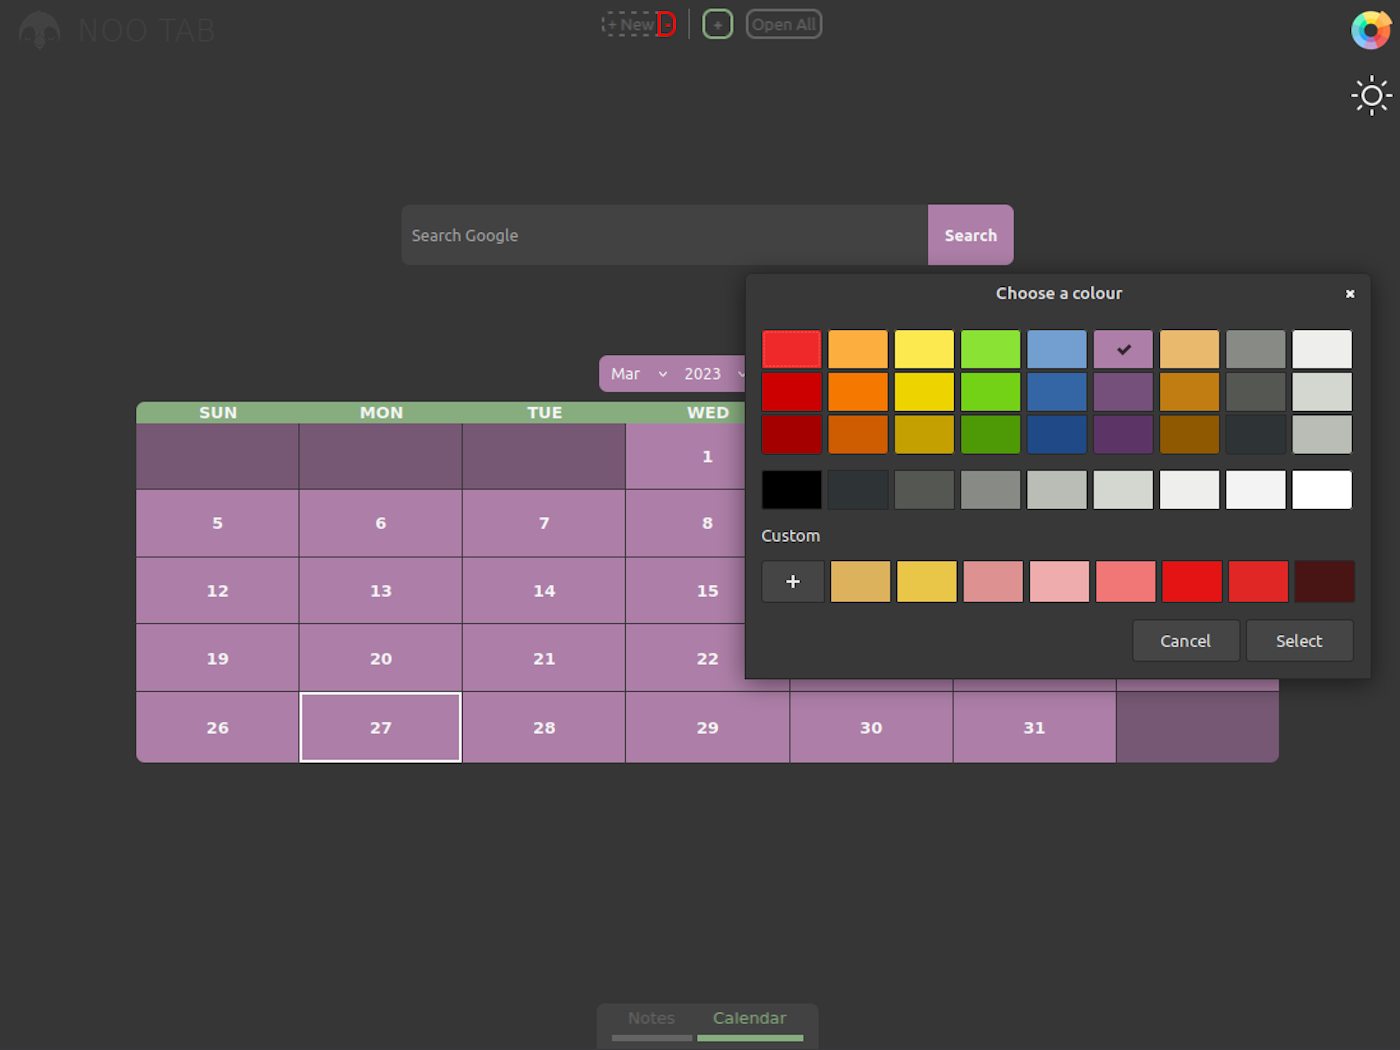 NOO TAB
+ New
-
+
Open All
Search Google
Search
Choose a colour
Mar 2023
SUN MON TUE WED
1
5 6 7 8
12 13 14 15
19 20 21 22
26 27 28 29 30 31
Custom
+
Cancel Select
Notes Calendar